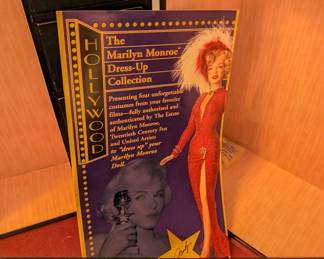 HOLLYWOOD
The
Marilyn Monroe™
Dress-Up
Collection
Presenting four unforgettable
costumes from your favorite
films—fully authorized and
authenticated by The Estate
of Marilyn Monroe,
Twentieth Century Fox
and United Artists
to "dress up" your
Marilyn Monroe
Doll.